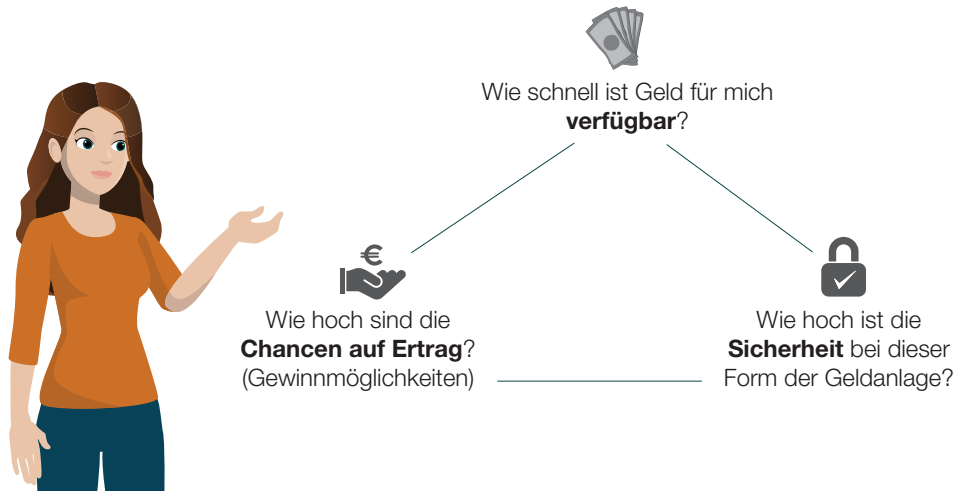 Wie schnell ist Geld für mich
verfügbar?
€
Wie hoch sind die
Chancen auf Ertrag?
(Gewinnmöglichkeiten)
Wie hoch ist die
Sicherheit bei dieser
Form der Geldanlage?